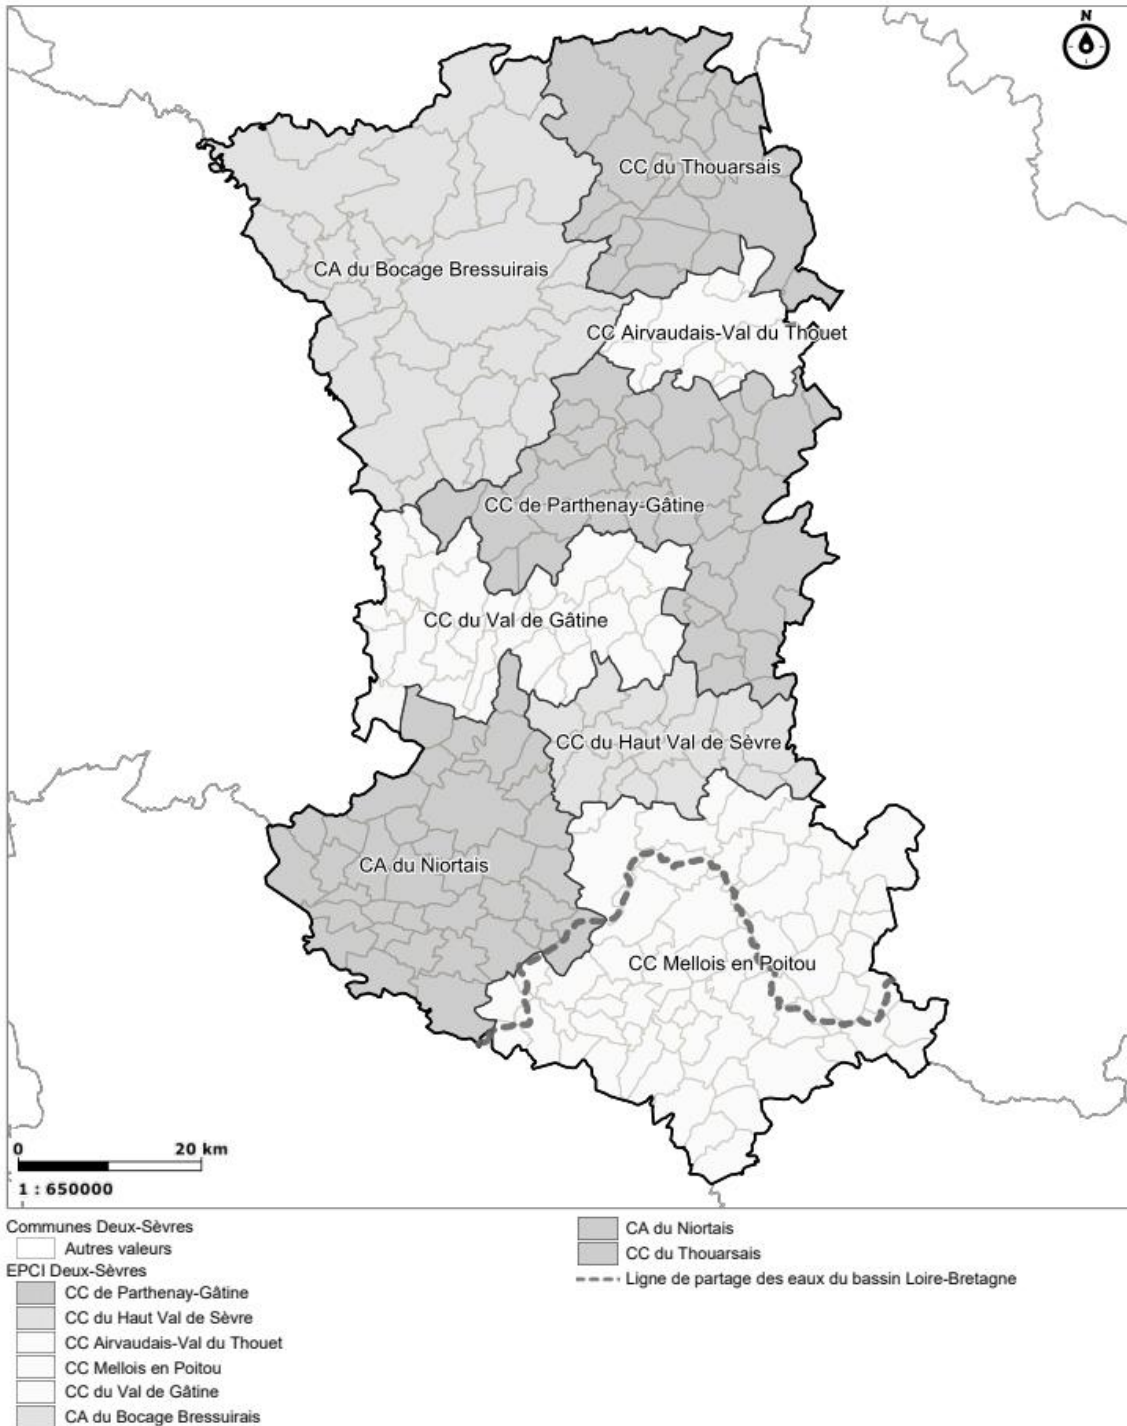 N
CC du Thouarsais
CA du Bocage Bressuirais
CC Airvaudais-Val du Thouet
CC de Parthenay-Gâtine
CC du Val de Gâtine
CC du Haut Val de Sèvre
CA du Niortais
CC Mellois en Poitou
0 20 km
1 : 650000
Communes Deux-Sèvres
Autres valeurs
EPCI Deux-Sèvres
CC de Parthenay-Gâtine
CC du Haut Val de Sèvre
CC Airvaudais-Val du Thouet
CC Mellois en Poitou
CC du Val de Gâtine
CA du Bocage Bressuirais
CA du Niortais
CC du Thouarsais
Ligne de partage des eaux du bassin Loire-Bretagne